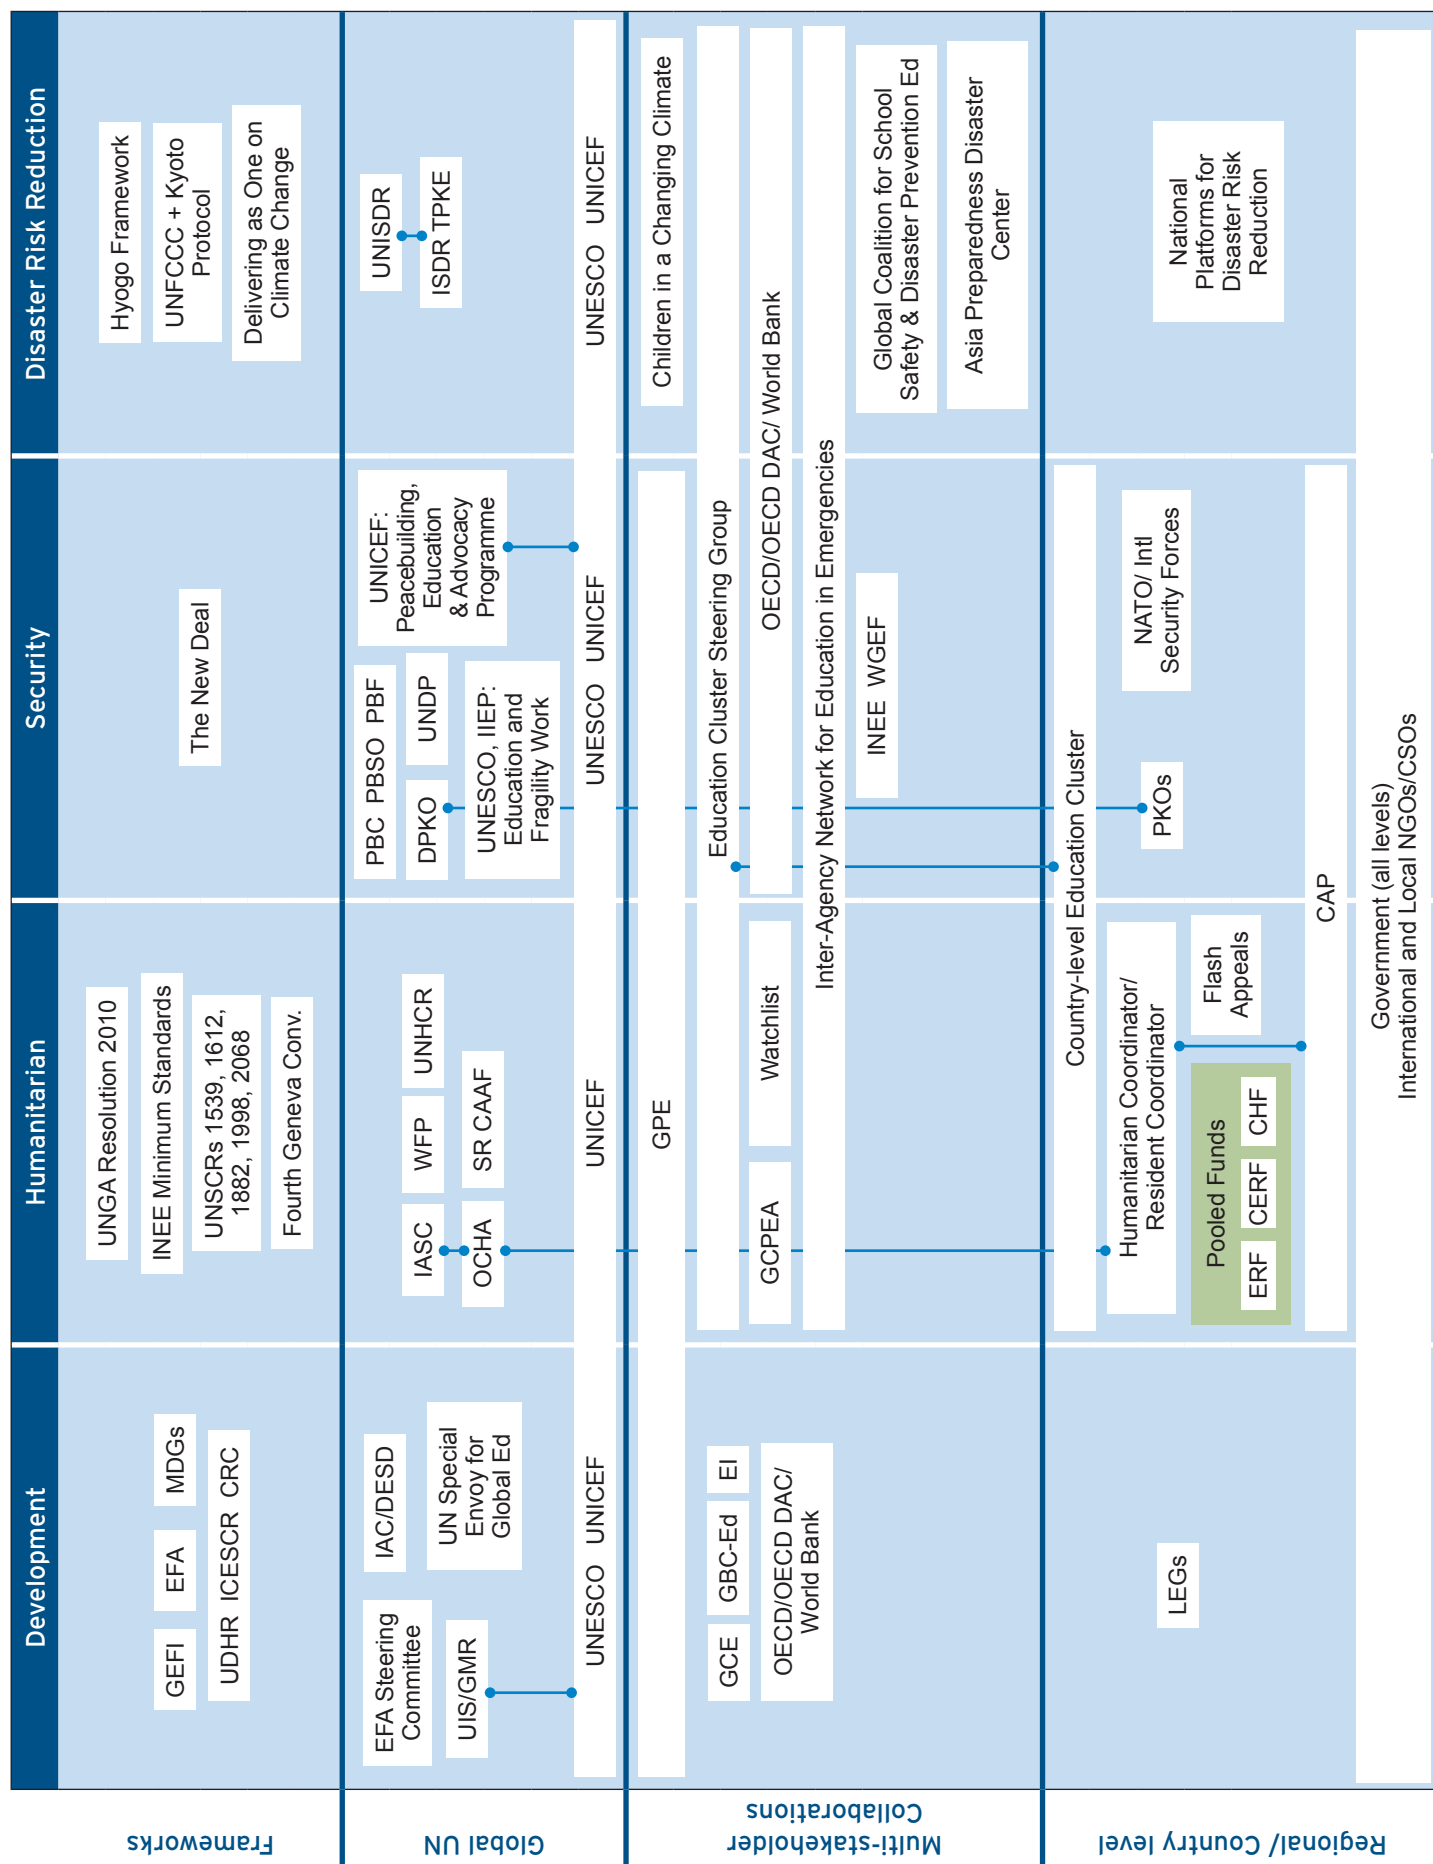 Development
Humanitarian
Security
Disaster Risk Reduction
Frameworks
GEFI
EFA
MDGs
UDHR ICESCR CRC
UNGA Resolution 2010
INEE Minimum Standards
UNSCRs 1539, 1612,
1882, 1998, 2068
Fourth Geneva Conv.
The New Deal
Hyogo Framework
UNFCCC + Kyoto
Protocol
Delivering as One on
Climate Change
Global UN
EFA Steering
Committee
IAC/DESD
UIS/GMR
UN Special
Envoy for
Global Ed
IASC
WFP
UNHCR
OCHA
SR CAAF
PBC PBSO PBF
DPKO
UNDP
UNESCO, IIEP:
Education and
Fragility Work
UNICEF:
Peacebuilding,
Education
& Advocacy
Programme
UNISDR
ISDR TPKE
UNESCO UNICEF
UNICEF
UNESCO UNICEF
UNESCO UNICEF
Multi-stakeholder
Collaborations
GPE
Children in a Changing Climate
Education Cluster Steering Group
GCE
GBC-Ed
EI
OECD/OECD DAC/
World Bank
GCPEA
Watchlist
OECD/OECD DAC/ World Bank
Inter-Agency Network for Education in Emergencies
INEE WGEF
Global Coalition for School
Safety & Disaster Prevention Ed
Asia Preparedness Disaster
Center
Regional/ Country level
Country-level Education Cluster
LEGs
Humanitarian Coordinator/
Resident Coordinator
Pooled Funds
ERF
CERF
CHF
Flash
Appeals
PKOs
NATO/ Intl
Security Forces
National
Platforms for
Disaster Risk
Reduction
CAP
Government (all levels)
International and Local NGOs/CSOs